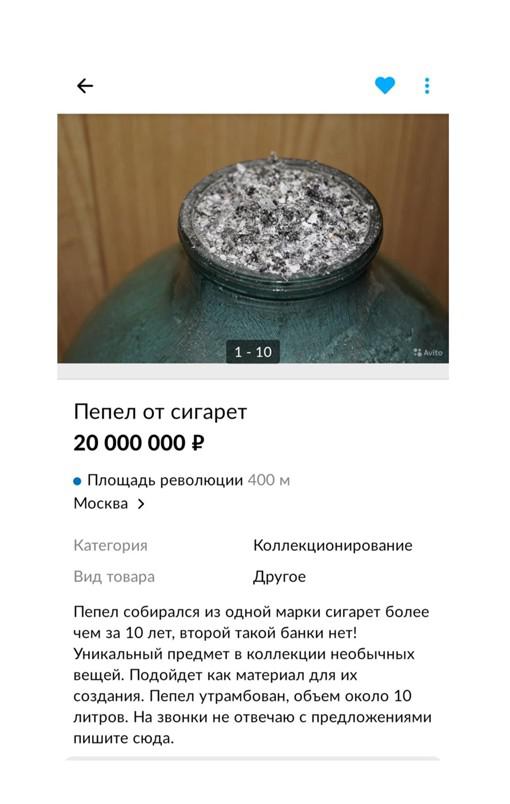 1 - 10
Avito
Пепел от сигарет
20 000 000 ₽
Площадь революции 400 м
Москва
Категория Коллекционирование
Вид товара Другое
Пепел собирался из одной марки сигарет более
чем за 10 лет, второй такой банки нет!
Уникальный предмет в коллекции необычных
вещей. Подойдет как материал для их
создания. Пепел утрамбован, объем около 10
литров. На звонки не отвечаю с предложениями
пишите сюда.